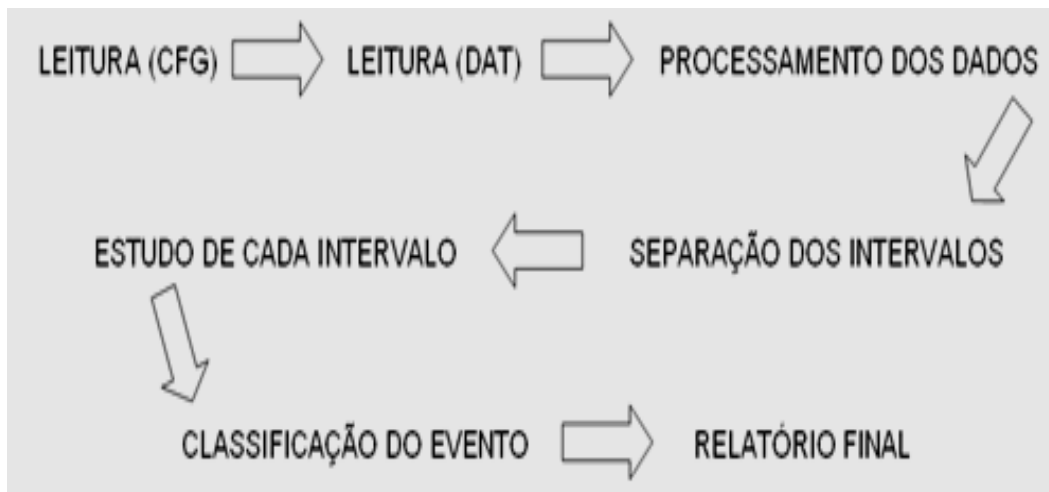 LEITURA (CFG) LEITURA (DAT) PROCESSAMENTO DOS DADOS
ESTUDO DE CADA INTERVALO SEPARAÇÃO DOS INTERVALOS
CLASSIFICAÇÃO DO EVENTO RELATÓRIO FINAL